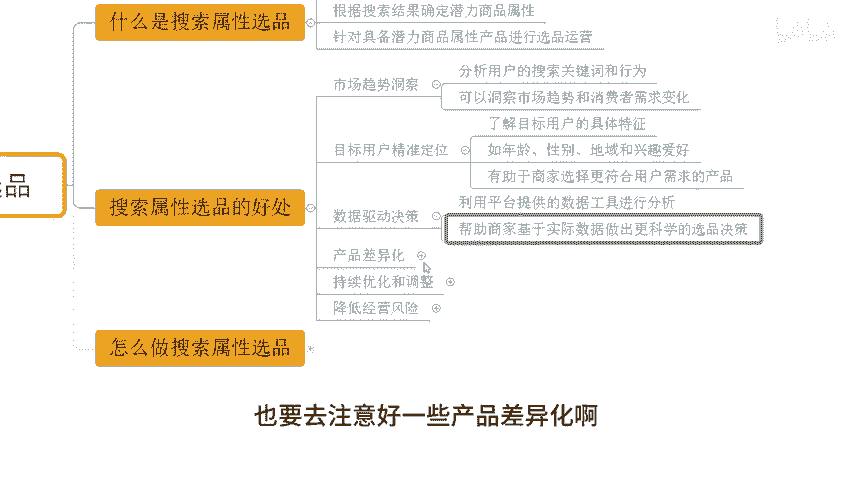 什么是搜索属性选品
根据搜索结果确定潜力商品属性
针对具备潜力商品属性产品进行选品运营
选品
搜索属性选品的好处
市场趋势洞察
分析用户的搜索关键词和行为
可以洞察市场趋势和消费者需求变化
目标用户精准定位
了解目标用户的具体特征
如年龄、性别、地域和兴趣爱好
有助于商家选择更符合用户需求的产品
数据驱动决策
利用平台提供的数据工具进行分析
帮助商家基于实际数据做出更科学的选品决策
产品差异化
持续优化和调整
降低经营风险
怎么做搜索属性选品
也要去注意好一些产品差异化啊